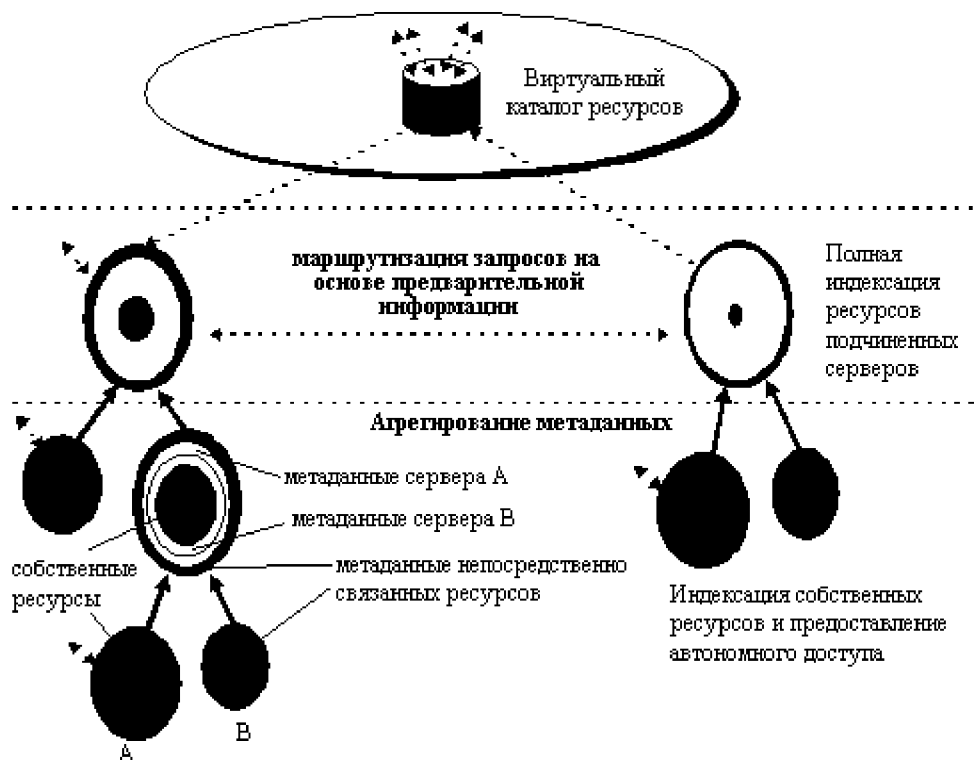 Виртуальный
каталог ресурсов
маршрутизация запросов на
основе предварительной
информации
Полная
индексация
ресурсов
подчиненных
серверов
Агрегирование метаданных
метаданные сервера А
метаданные сервера В
собственные
ресурсы
метаданные непосредственно
связанных ресурсов
Индексация собственных
ресурсов и предоставление
автономного доступа
А
В